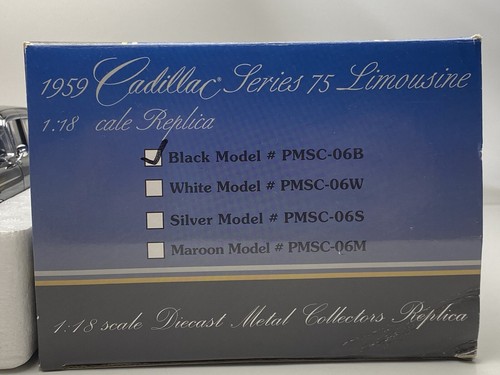 1959 Cadillac® Series 75 Limousine
1:18 cale Replica
Black Model # PMSC-06B
White Model # PMSC-06W
Silver Model # PMSC-06S
Maroon Model # PMSC-06M
1:18 scale Diecast Metal Collectors Replica